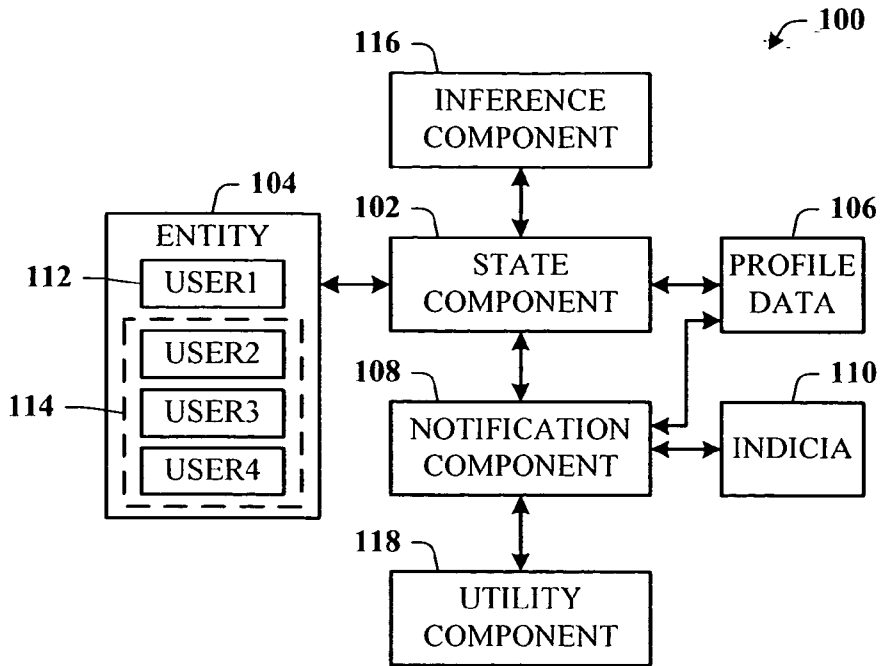 100
116
INFERENCE
COMPONENT
104
102
106
ENTITY
112
USER1
STATE
COMPONENT
PROFILE
DATA
USER2
108
110
114
USER3
NOTIFICATION
COMPONENT
INDICIA
USER4
118
UTILITY
COMPONENT